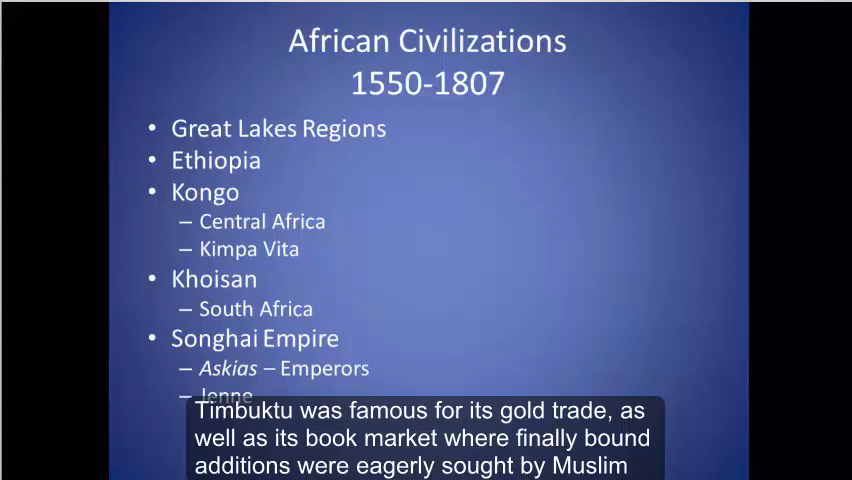 African Civilizations
1550-1807
• Great Lakes Regions
• Ethiopia
• Kongo
– Central Africa
– Kimpa Vita
• Khoisan
– South Africa
• Songhai Empire
– Askias – Emperors
– Jenne
Timbuktu was famous for its gold trade, as
well as its book market where finally bound
additions were eagerly sought by Muslim